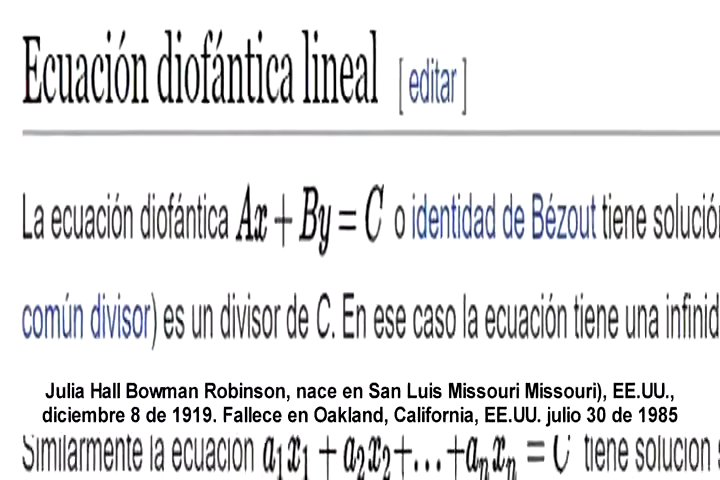 Ecuación diofántica lineal [ editar ]
La ecuación diofántica Ax + By = C o identidad de Bézout tiene solució
común divisor) es un divisor de C. En ese caso la ecuación tiene una infinid
Julia Hall Bowman Robinson, nace en San Luis Missouri Missouri), EE.UU.,
diciembre 8 de 1919. Fallece en Oakland, California, EE.UU. julio 30 de 1985
Similarmente la ecuación a₁x₁ + a₂x₂+...+aₙxₙ = C tiene solución